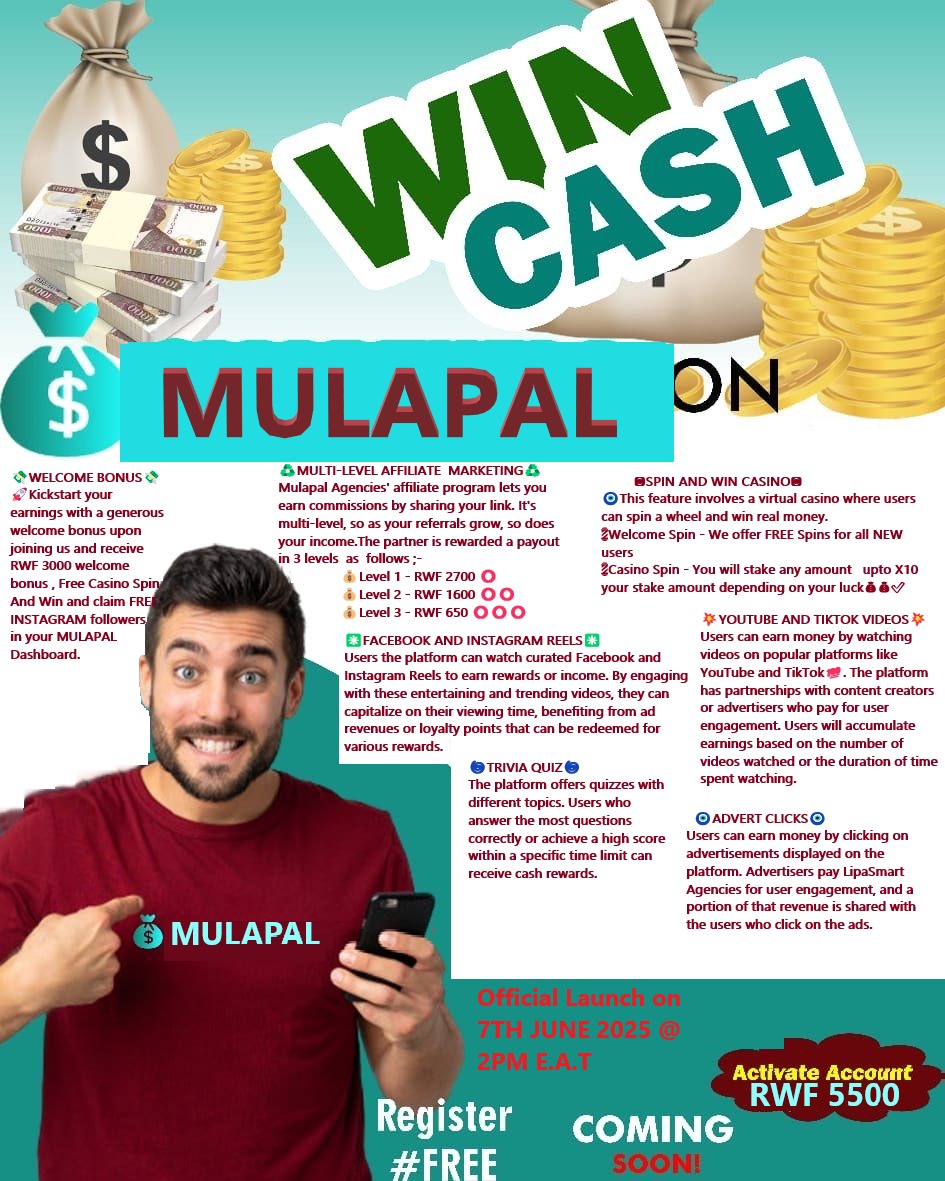 WIN
CASH
$
MULAPAL
ON
$
WELCOME BONUS
Kickstart your
earnings with a generous
welcome bonus upon
joining us and receive
RWF 3000 welcome
bonus , Free Casino Spin
And Win and claim FREE
INSTAGRAM followers
in your MULAPAL
Dashboard.
MULTI-LEVEL AFFILIATE MARKETING
Mulapal Agencies' affiliate program lets you
earn commissions by sharing your link. It's
multi-level, so as your referrals grow, so does
your income.The partner is rewarded a payout
in 3 levels as follows ;-
Level 1 - RWF 2700
Level 2 - RWF 1600
Level 3 - RWF 650
SPIN AND WIN CASINO
This feature involves a virtual casino where users
can spin a wheel and win real money.
Welcome Spin - We offer FREE Spins for all NEW
users
Casino Spin - You will stake any amount upto X10
your stake amount depending on your luck
FACEBOOK AND INSTAGRAM REELS
Users the platform can watch curated Facebook and
Instagram Reels to earn rewards or income. By engaging
with these entertaining and trending videos, they can
capitalize on their viewing time, benefiting from ad
revenues or loyalty points that can be redeemed for
various rewards.
YOUTUBE AND TIKTOK VIDEOS
Users can earn money by watching
videos on popular platforms like
YouTube and TikTok . The platform
has partnerships with content creators
or advertisers who pay for user
engagement. Users will accumulate
earnings based on the number of
videos watched or the duration of time
spent watching.
TRIVIA QUIZ
The platform offers quizzes with
different topics. Users who
answer the most questions
correctly or achieve a high score
within a specific time limit can
receive cash rewards.
ADVERT CLICKS
Users can earn money by clicking on
advertisements displayed on the
platform. Advertisers pay LipaSmart
Agencies for user engagement, and a
portion of that revenue is shared with
the users who click on the ads.
$ MULAPAL
Official Launch on
7TH JUNE 2025 @
2PM E.A.T
Activate Account
RWF 5500
Register
#FREE
COMING
SOON!